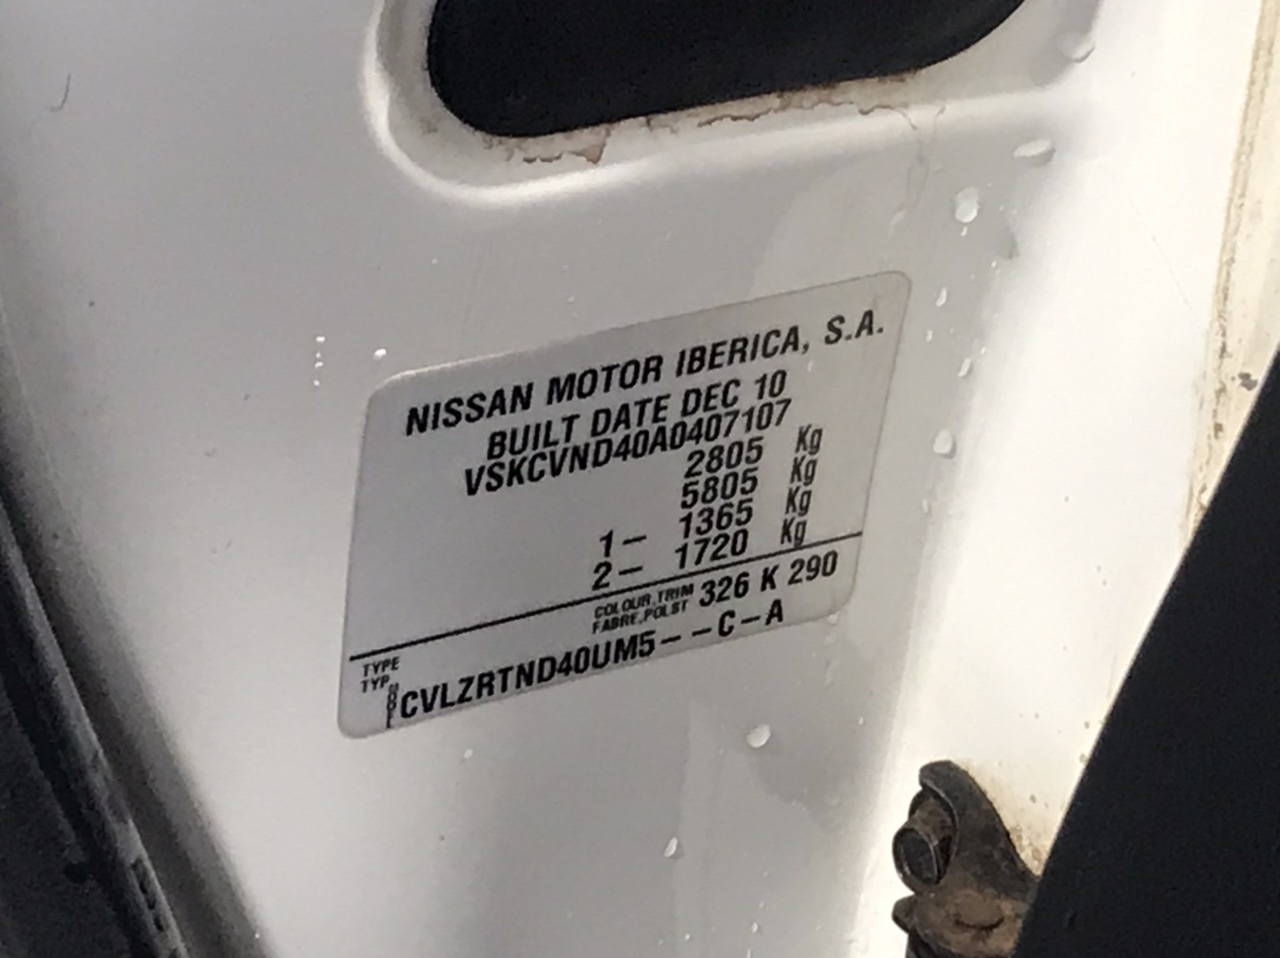 NISSAN MOTOR IBERICA, S.A.
BUILT DATE DEC 10
VSKCVND40A0407107
2805 Kg
5805 Kg
1- 1365 Kg
2- 1720 Kg
COLOUR,TRIM
FABRE,POLST
326 K 290
TYPE
TYP
CVLZRTND40UM5--C-A